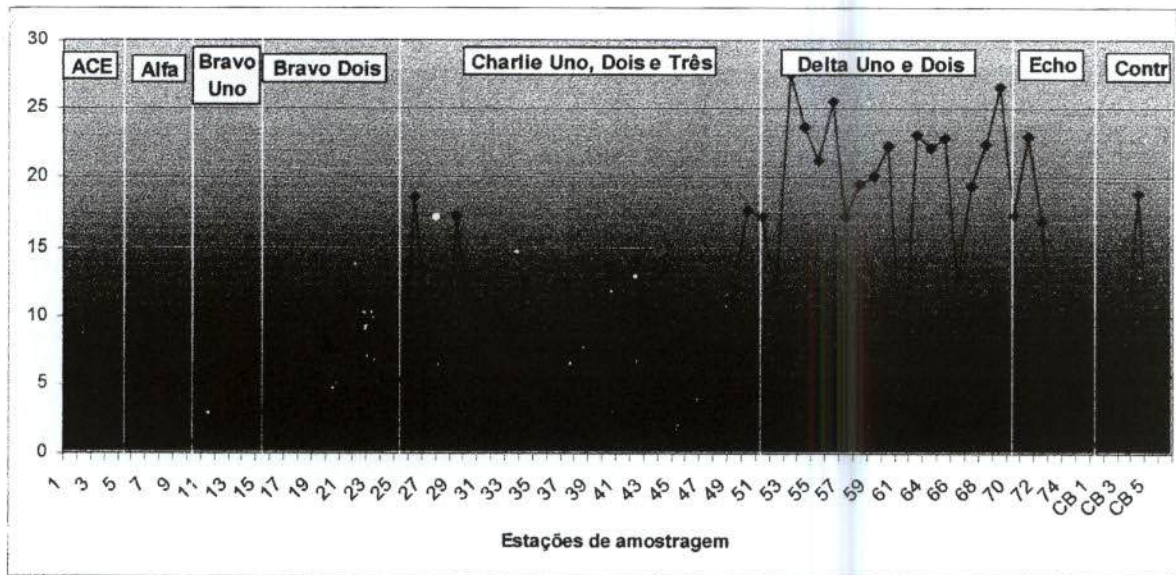 30
ACE Alfa Bravo Uno Bravo Dois Charlie Uno, Dois e Três Delta Uno e Dois Echo Contr
25
20
15
10
5
0
1 3 5 7 9 11 13 15 17 19 21 23 25 27 29 31 33 35 37 39 41 43 45 47 49 51 53 55 57 59 61 64 66 68 70 72 74 CB 1 CB 3 CB 5
Estações de amostragem